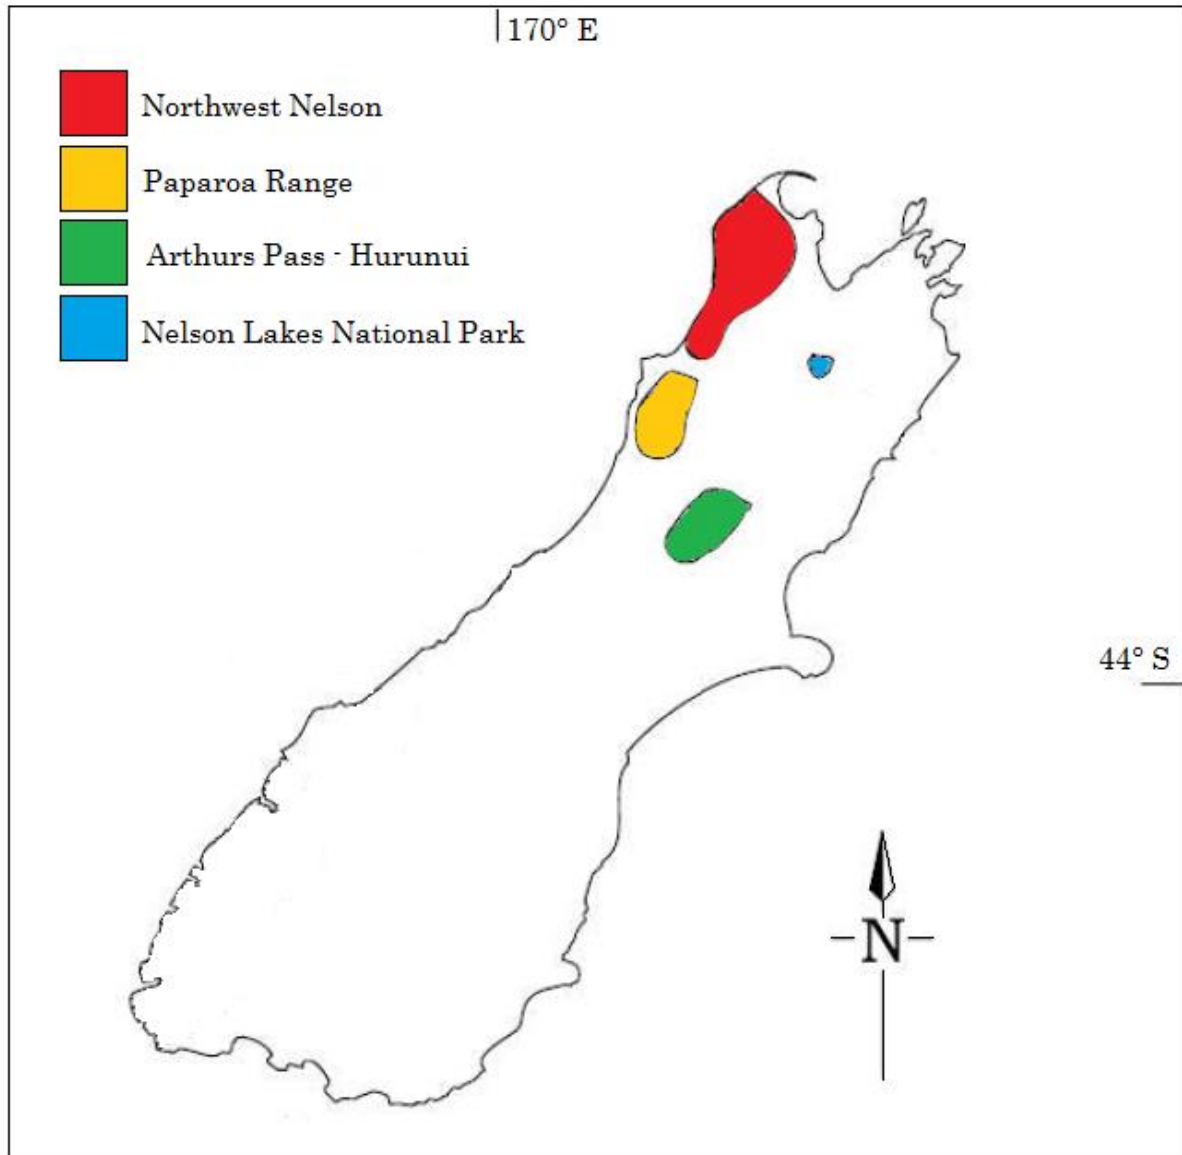 170° E
Northwest Nelson
Paparoa Range
Arthurs Pass - Hurunui
Nelson Lakes National Park
44° S
N